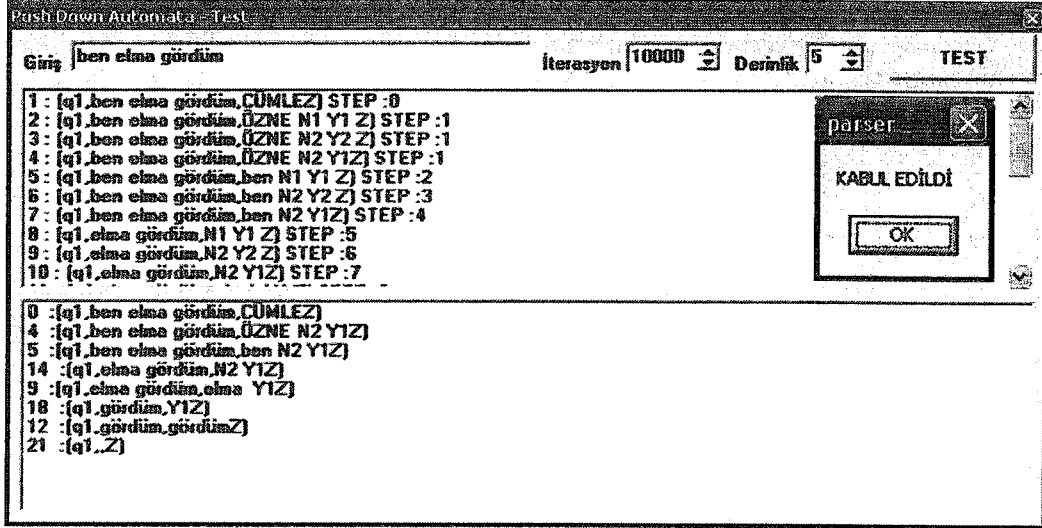 Push Down Automata - Test
Giriş ben elma gördüm İterasyon 10000 Derinlik 5 TEST
1 : (q1,ben elma gördüm,CÜMLEZ) STEP :0
2 : (q1,ben elma gördüm,ÖZNE N1 Y1 Z) STEP :1
3 : (q1,ben elma gördüm,ÖZNE N2 Y2 Z) STEP :1
4 : (q1,ben elma gördüm,ÖZNE N2 Y1Z) STEP :1
5 : (q1,ben elma gördüm,ben N1 Y1 Z) STEP :2
6 : (q1,ben elma gördüm,ben N2 Y2 Z) STEP :3
7 : (q1,ben elma gördüm,ben N2 Y1Z) STEP :4
8 : (q1,elma gördüm,N1 Y1 Z) STEP :5
9 : (q1,elma gördüm,N2 Y2 Z) STEP :6
10 : (q1,elma gördüm,N2 Y1Z) STEP :7
parser
KABUL EDİLDİ
OK
0 :(q1,ben elma gördüm,CÜMLEZ)
4 :(q1,ben elma gördüm,ÖZNE N2 Y1Z)
5 :(q1,ben elma gördüm,ben N2 Y1Z)
14 :(q1,elma gördüm,N2 Y1Z)
9 :(q1,elma gördüm,elma Y1Z)
18 :(q1,gördüm,Y1Z)
12 :(q1,gördüm,gördümZ)
21 :(q1,,Z)